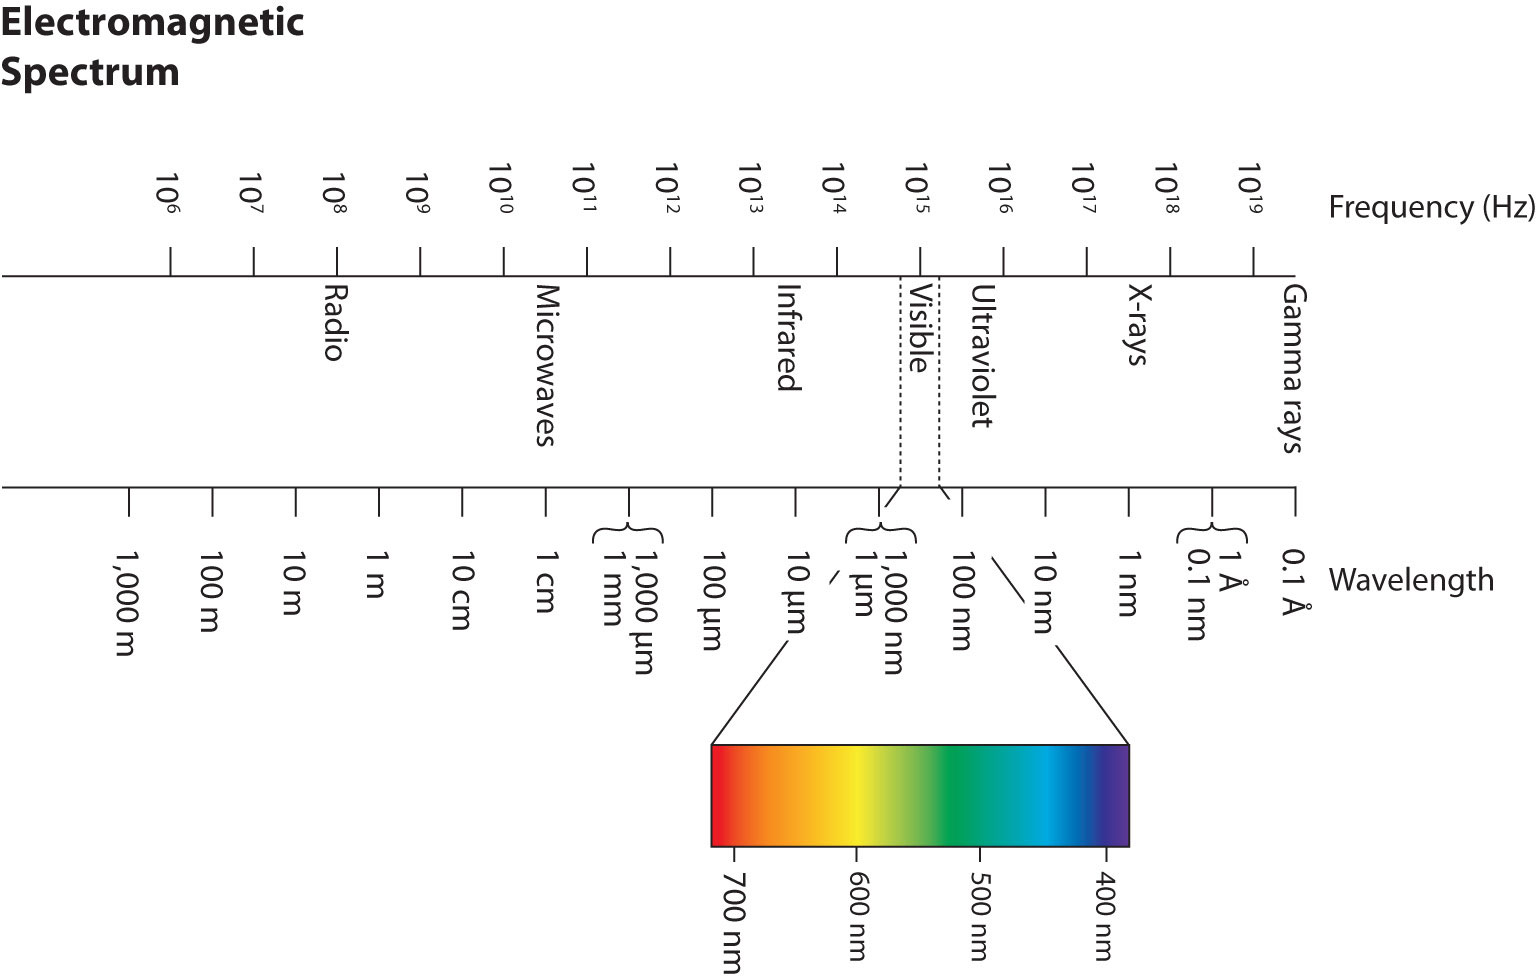 Electromagnetic
Spectrum
10⁶
10⁷
10⁸
10⁹
10¹⁰
10¹¹
10¹²
10¹³
10¹⁴
10¹⁵
10¹⁶
10¹⁷
10¹⁸
10¹⁹
Frequency (Hz)
Radio
Microwaves
Infrared
Visible
Ultraviolet
X-rays
Gamma rays
1,000 m
100 m
10 m
1 m
10 cm
1 cm
1,000 µm
1 mm
100 µm
10 µm
1,000 nm
1 µm
100 nm
10 nm
1 nm
1 Å
0.1 nm
0.1 Å
Wavelength
700 nm
600 nm
500 nm
400 nm